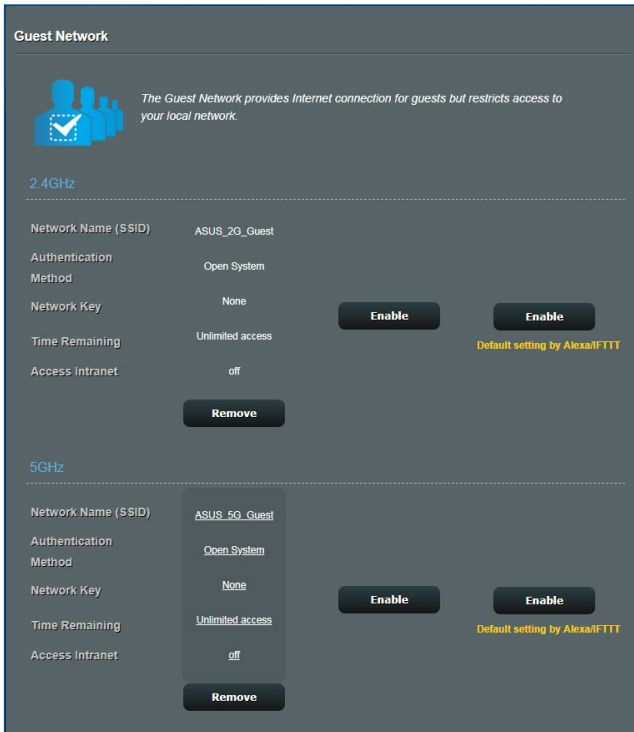 Guest Network
The Guest Network provides Internet connection for guests but restricts access to
your local network.
2.4GHz
Network Name (SSID) ASUS_2G_Guest
Authentication
Method Open System
Network Key None
Enable Enable
Time Remaining Unlimited access
Default setting by Alexa/IFTTT
Access Intranet off
Remove
5GHz
Network Name (SSID) ASUS_5G_Guest
Authentication
Method Open System
Network Key None
Enable Enable
Time Remaining Unlimited access
Default setting by Alexa/IFTTT
Access Intranet off
Remove